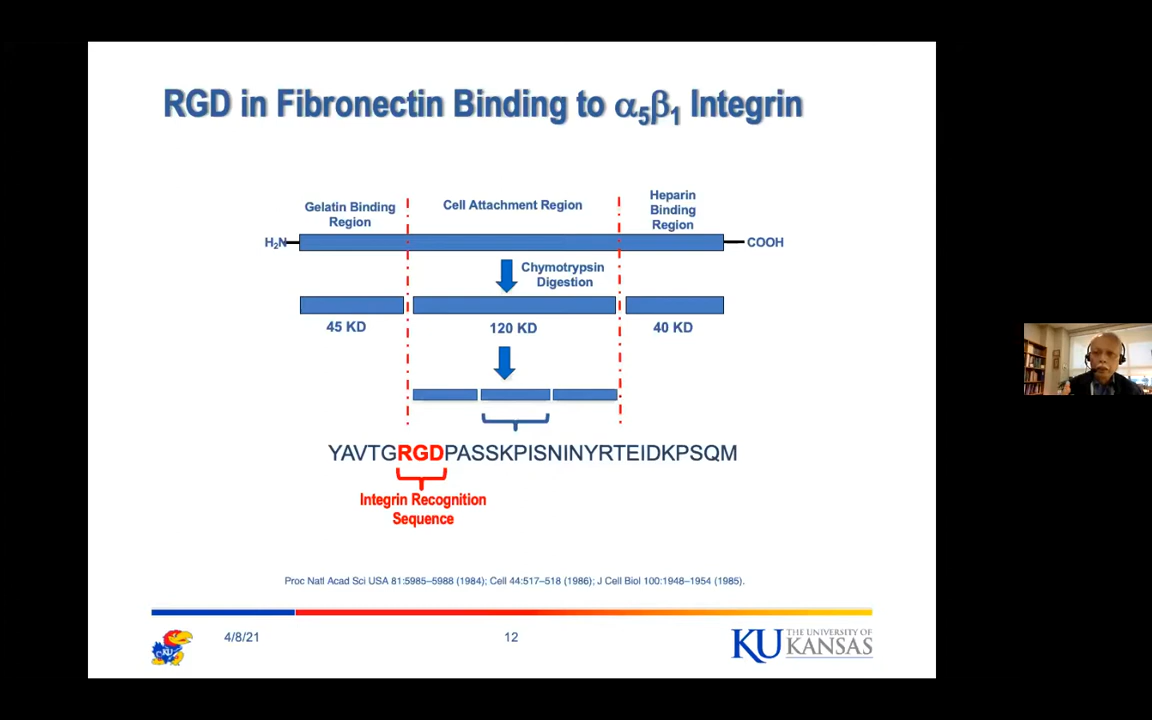 RGD in Fibronectin Binding to α5β1 Integrin
Gelatin Binding
Region
Cell Attachment Region
Heparin
Binding
Region
H2N
COOH
Chymotrypsin
Digestion
45 KD
120 KD
40 KD
YAVTGRGDPASSKPISNINYRTEIDKPSQM
Integrin Recognition
Sequence
Proc Natl Acad Sci USA 81:5985–5988 (1984); Cell 44:517–518 (1986); J Cell Biol 100:1948–1954 (1985).
KU
4/8/21
12
KU THE UNIVERSITY OF
KANSAS